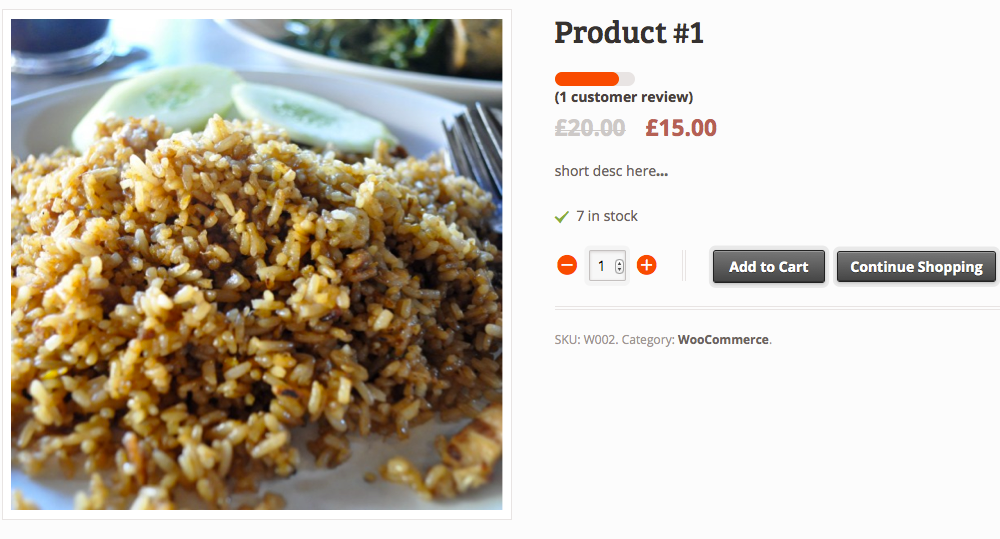 Product #1
(1 customer review)
£20.00 £15.00
short desc here...
7 in stock
1
Add to Cart
Continue Shopping
SKU: W002. Category: WooCommerce.